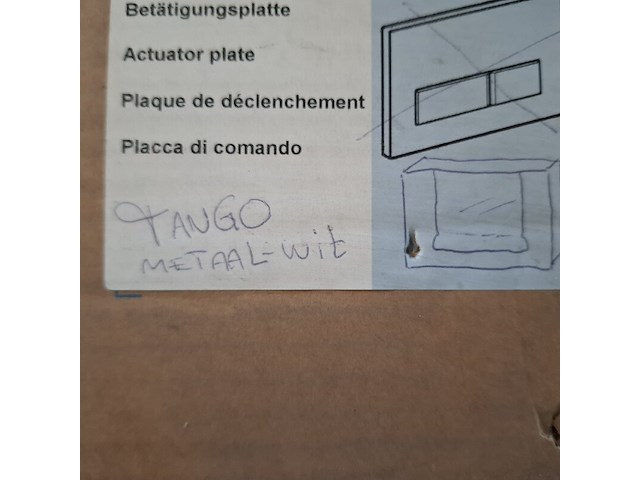 Betätigungsplatte
Actuator plate
Plaque de déclenchement
Placca di comando
TANGO
METAAL-Wit